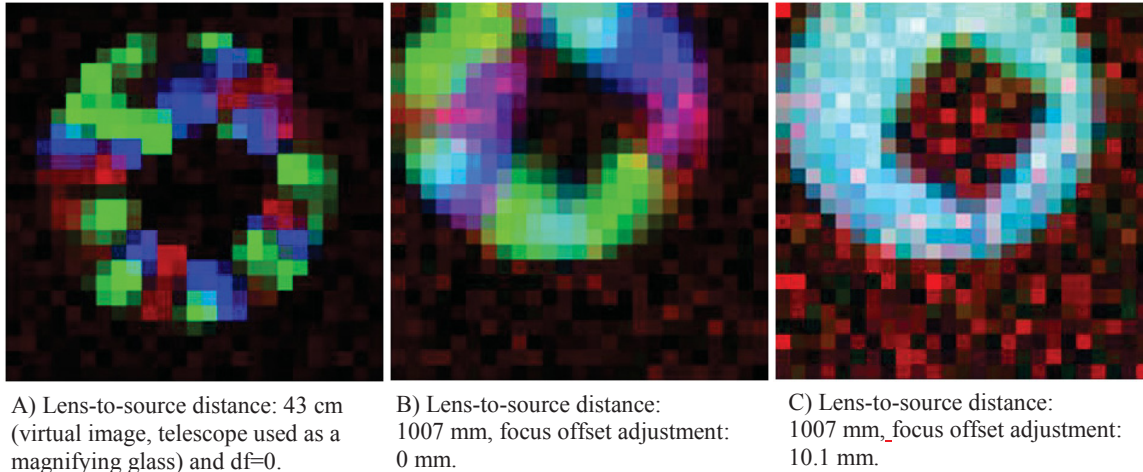 A) Lens-to-source distance: 43 cm
(virtual image, telescope used as a
magnifying glass) and df=0.
B) Lens-to-source distance:
1007 mm, focus offset adjustment:
0 mm.
C) Lens-to-source distance:
1007 mm, focus offset adjustment:
10.1 mm.